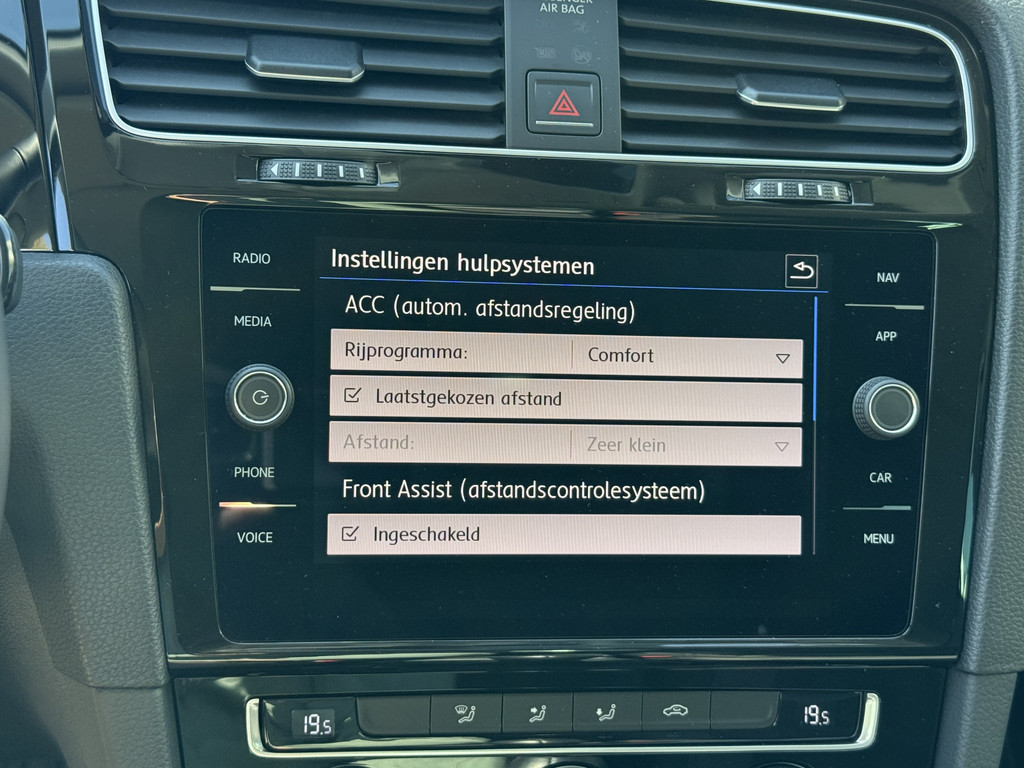 AIR BAG
RADIO
MEDIA
PHONE
VOICE
Instellingen hulpsystemen
ACC (autom. afstandsregeling)
Rijprogramma: Comfort
Laatstgekozen afstand
Afstand: Zeer klein
Front Assist (afstandscontrolesysteem)
Ingeschakeld
NAV
APP
CAR
MENU
19.5
19.5